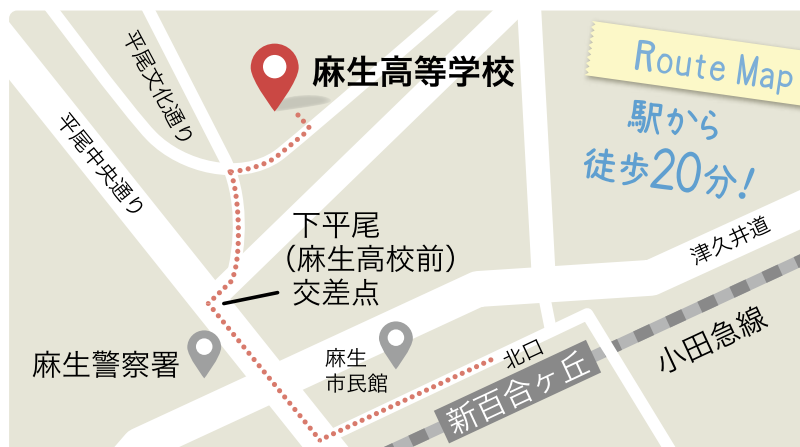 麻生高等学校
Route Map
駅から
徒歩20分!
平尾文化通り
平尾中央通り
下平尾
(麻生高校前)
交差点
津久井道
麻生警察署
麻生
市民館
北口
新百合ヶ丘
小田急線